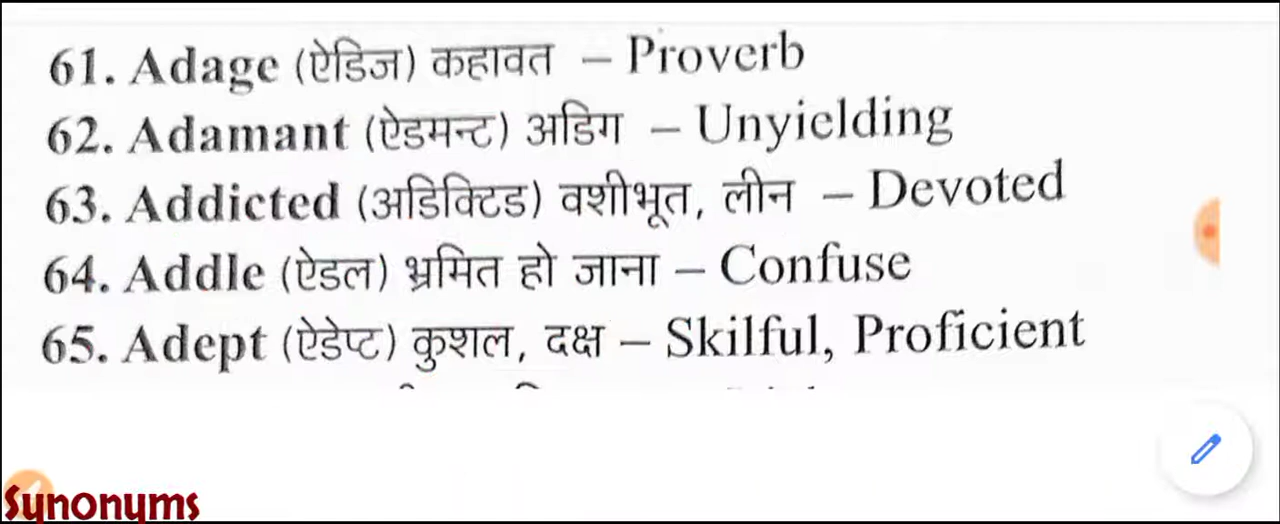 61. Adage (ऐडिज) कहावत – Proverb
62. Adamant (ऐडमन्ट) अडिग – Unyielding
63. Addicted (अडिक्टिड) वशीभूत, लीन – Devoted
64. Addle (ऐडल) भ्रमित हो जाना – Confuse
65. Adept (ऐडेप्ट) कुशल, दक्ष – Skilful, Proficient
Synonyms